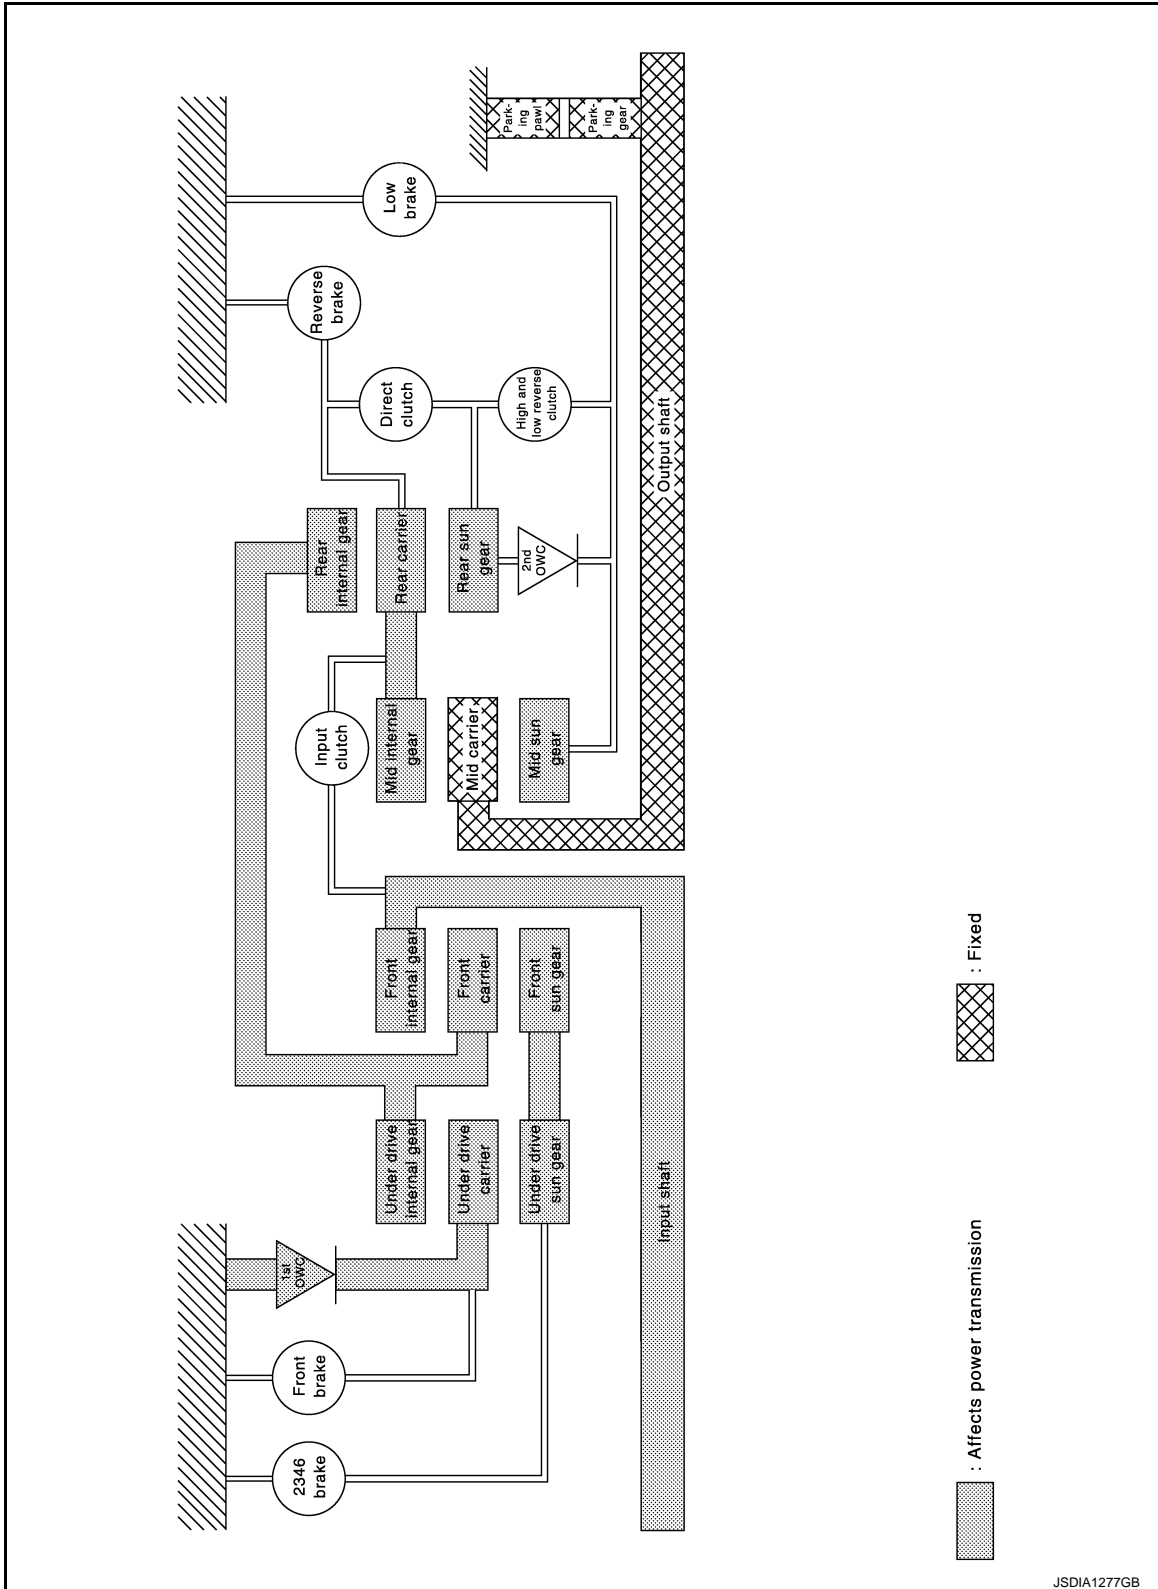 Park-
ing
pawl
Park-
ing
gear
Low
brake
Reverse
brake
Direct
clutch
High and
low reverse
clutch
Output shaft
Rear
internal gear
Rear carrier
Rear sun
gear
2nd
OWC
Input
clutch
Mid internal
gear
Mid carrier
Mid sun
gear
Front
internal gear
Front
carrier
Front
sun gear
Under drive
internal gear
Under drive
carrier
Under drive
sun gear
Input shaft
1st
OWC
Front
brake
2346
brake
: Fixed
: Affects power transmission
JSDIA1277GB